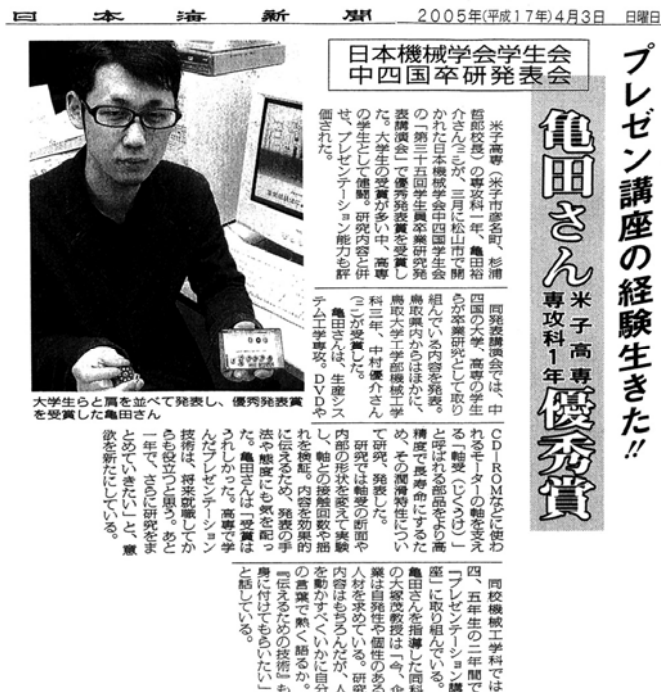 日本海新聞 2005年(平成17年)4月3日 日曜日
プレゼン講座の経験生きた!!
亀田さん
米子高専
専攻科1年
優秀賞
日本機械学会学生会
中四国卒研発表会
米子高専(米子市彦名町、杉浦
哲郎校長)の専攻科一年、亀田裕
介さん(二一)が、三月に松山市で開
かれた日本機械学会中四国学生会
の「第三十五回学生員卒業研究発
表講演会」で優秀発表賞を受賞し
た。大学生の受賞が多い中、高専
の学生として健闘。研究内容と併
せ、プレゼンテーション能力も評
価された。
同発表講演会では、中
四国の大学、高専の学生
らが卒業研究として取り
組んでいる内容を発表。
鳥取県内からはほかに、
鳥取大学工学部機械工学
科三年、中村優介さん
が受賞した。
亀田さんは、生産シス
テム工学専攻。DVDや
CD-ROMなどに使わ
れるモーターの軸を支え
る「軸受(じくうけ)」
と呼ばれる部品をより高
精度で長寿命にするた
め、その潤滑特性につい
て研究、発表した。
研究では軸受の断面や
内部の形状を変えて実験
し、軸との接触回数や揺
れを検証。内容を効果的
に伝えるため、発表の手
法や態度にも気を配っ
た。亀田さんは「受賞は
うれしかった。高専で学
んだプレゼンテーション
技術は、将来就職してか
らも役立つと思う。あと
一年で、さらに研究をま
とめていきたい」と、意
欲を新たにしている。
同校機械工学科では
四、五年生の二年間で
「プレゼンテーション講
座」に取り組んでいる。
亀田さんを指導した同科
の大塚茂教授は「今、企
業は自発性や個性のある
人材を求めている。研究
内容はもちろんだが、人
を動かすべくいかに自分
の言葉で熱く語るか。
『伝えるための技術』も
身に付けてもらいたい」
と話している。
大学生らと肩を並べて発表し、優秀発表賞
を受賞した亀田さん